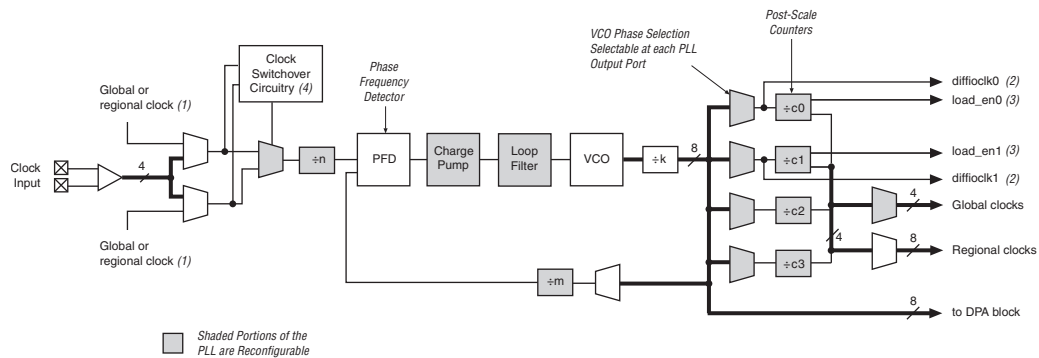 Post-Scale
Counters
VCO Phase Selection
Selectable at each PLL
Output Port
Clock
Switchover
Circuitry (4)
Phase
Frequency
Detector
Global or
regional clock (1)
diffioclk0 (2)
load_en0 (3)
÷c0
4
Clock
Input
÷n
PFD
Charge
Pump
Loop
Filter
VCO
÷k
8
÷c1
load_en1 (3)
diffioclk1 (2)
4
Global clocks
÷c2
Global or
regional clock (1)
4
8
Regional clocks
÷c3
÷m
8
to DPA block
Shaded Portions of the
PLL are Reconfigurable